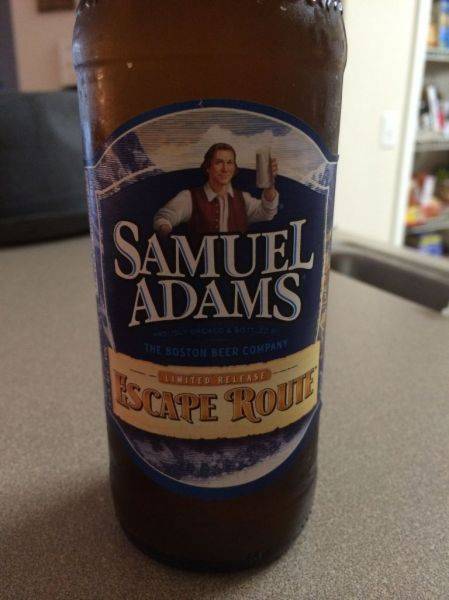 SAMUEL
ADAMS
THE BOSTON BEER COMPANY
LIMITED RELEASE
ESCAPE ROUTE